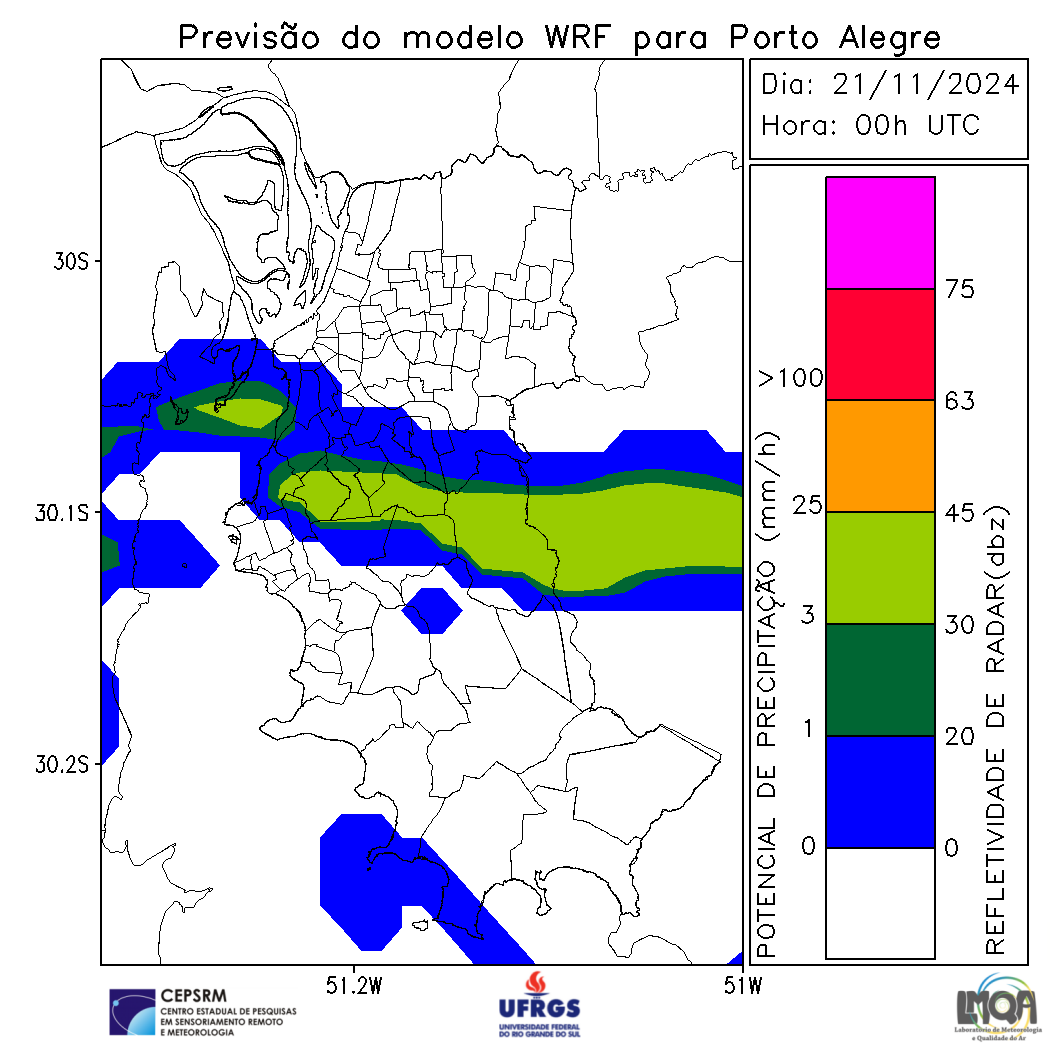 Previsão do modelo WRF para Porto Alegre
Dia: 21/11/2024
Hora: 00h UTC
30S
30.1S
30.2S
51.2W
51W
POTENCIAL DE PRECIPITAÇÃO (mm/h)
>100
25
3
1
0
75
63
45
30
20
0
REFLETIVIDADE DE RADAR(dbz)
CEPSRM
CENTRO ESTADUAL DE PESQUISAS
EM SENSORIAMENTO REMOTO
E METEOROLOGIA
UFRGS
UNIVERSIDADE FEDERAL
DO RIO GRANDE DO SUL
LMQA
Laboratório de Meteorologia
e Qualidade do Ar